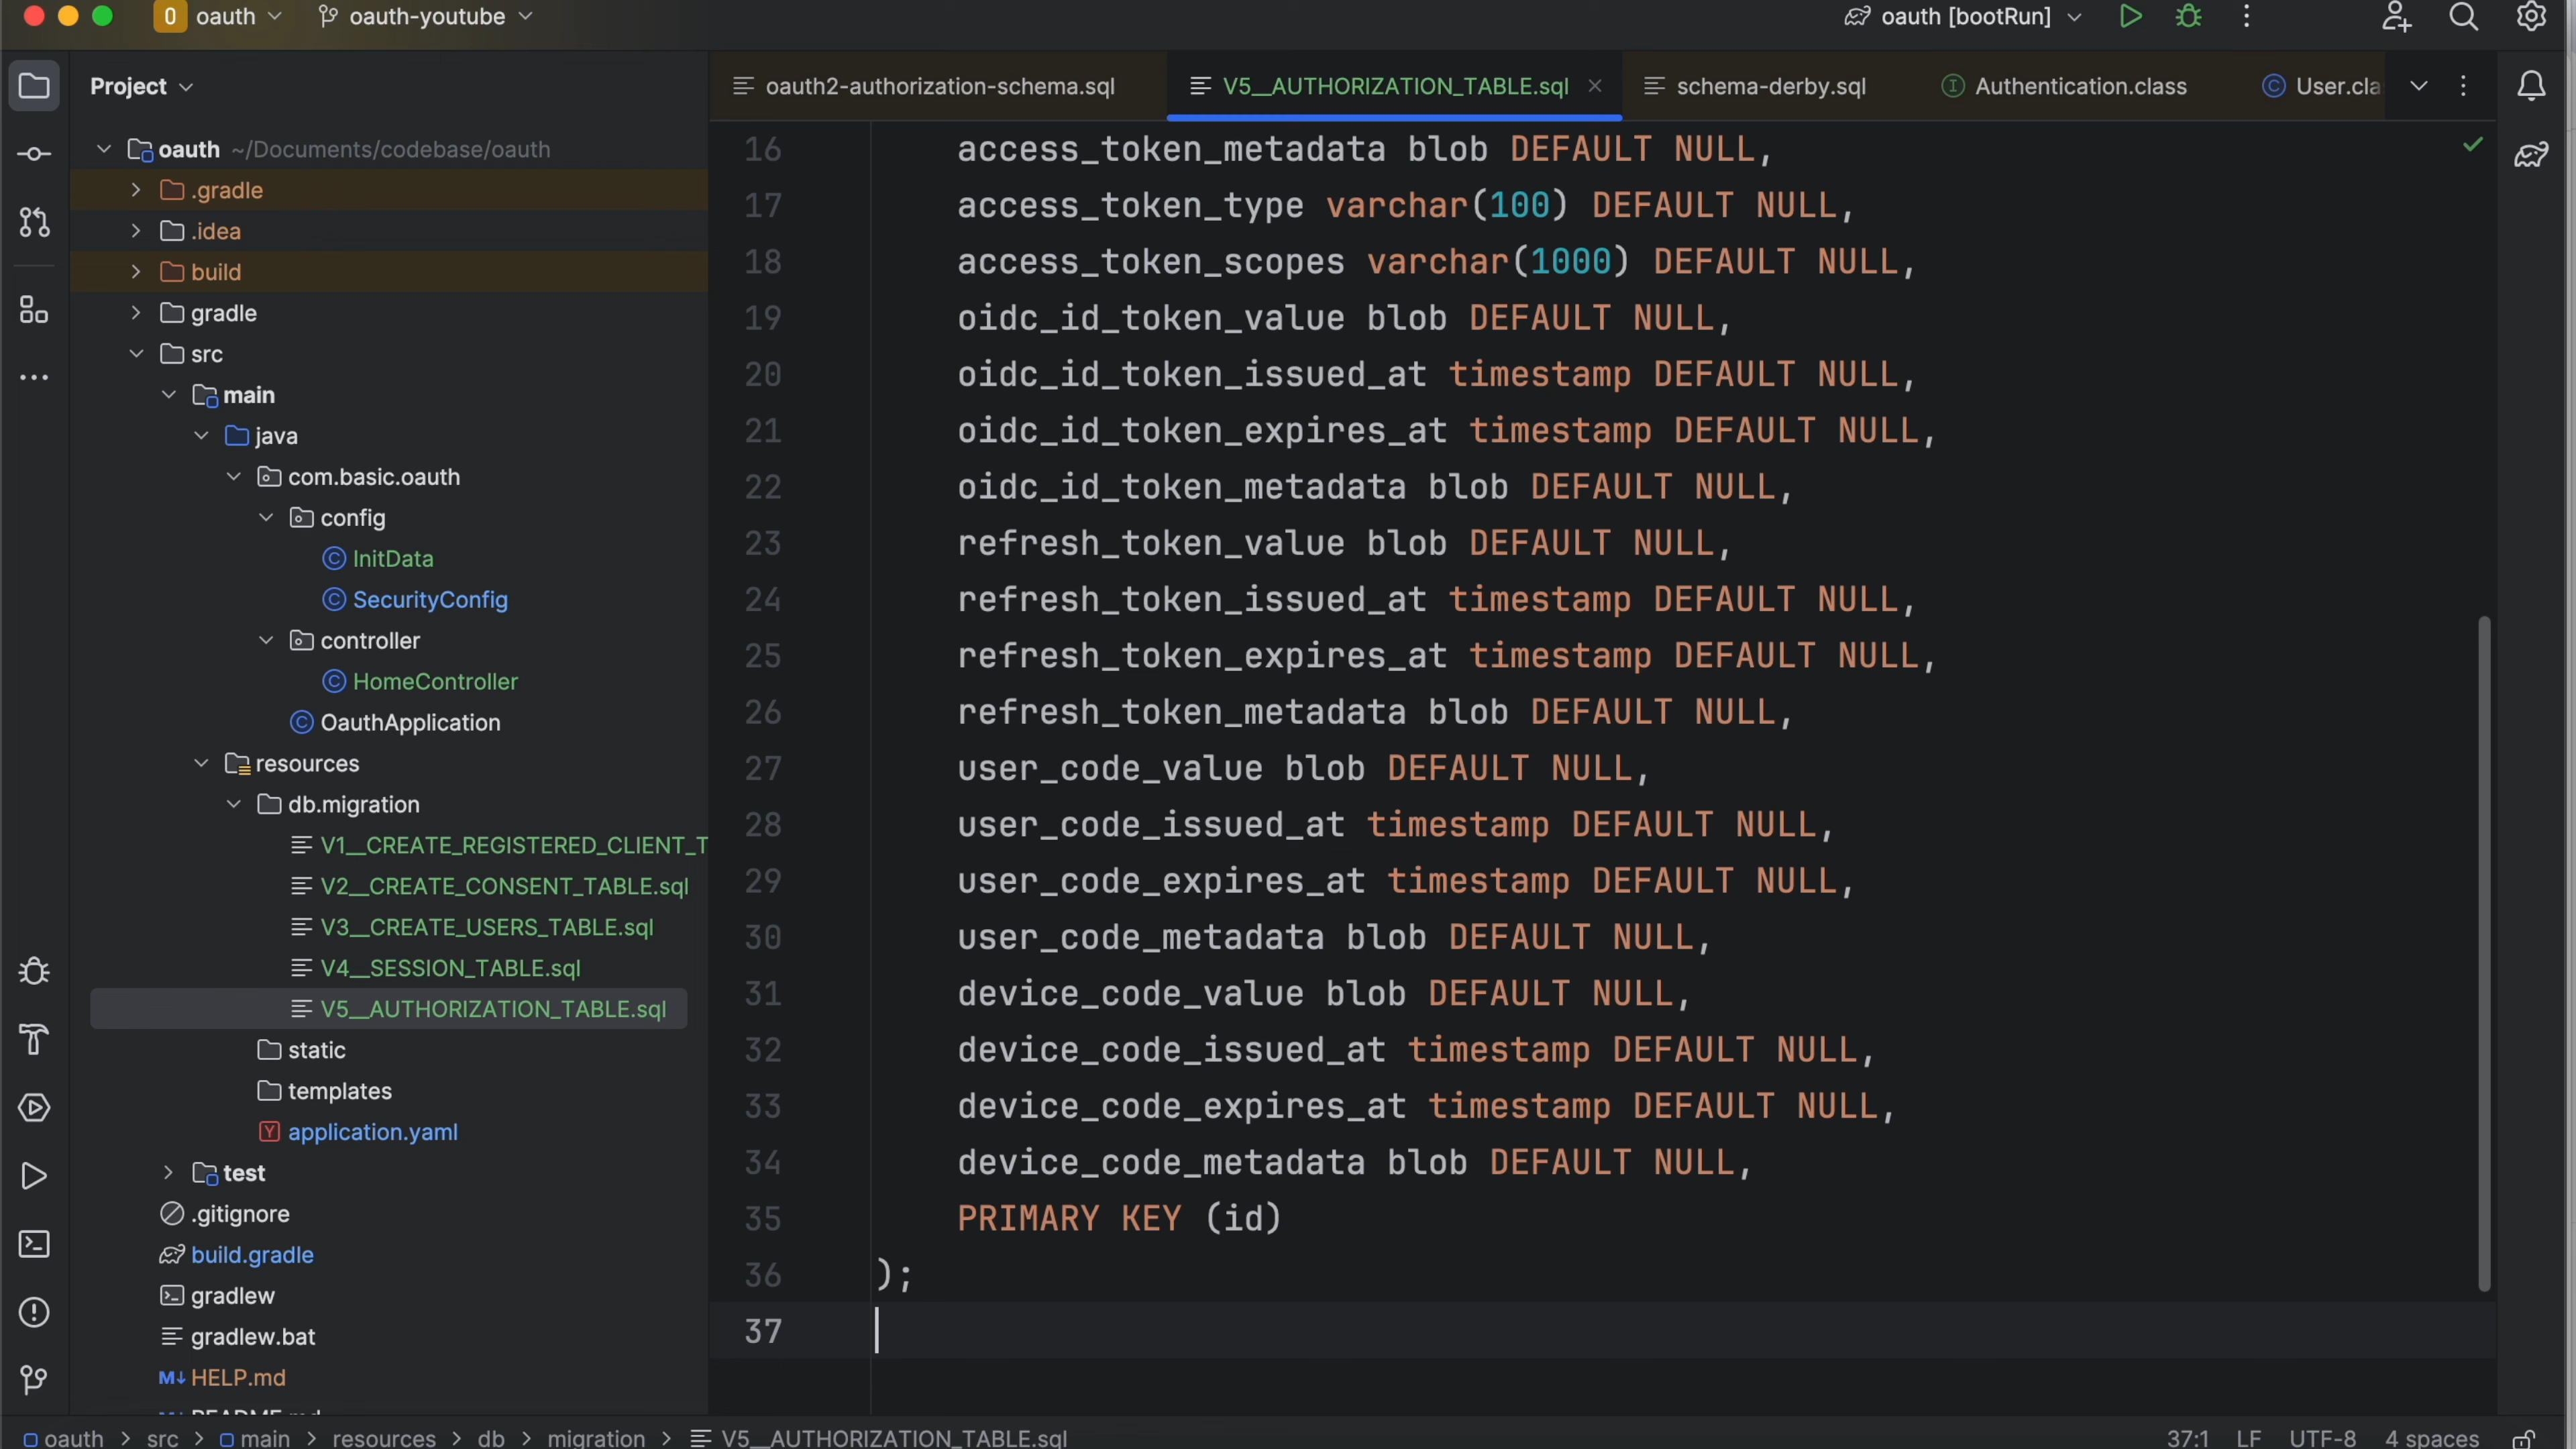 oauth
oauth-youtube
oauth [bootRun]
Project
oauth2-authorization-schema.sql
V5__AUTHORIZATION_TABLE.sql
schema-derby.sql
Authentication.class
User.cla
oauth ~/Documents/codebase/oauth
.gradle
.idea
build
gradle
src
main
java
com.basic.oauth
config
InitData
SecurityConfig
controller
HomeController
OauthApplication
resources
db.migration
V1__CREATE_REGISTERED_CLIENT_T
V2__CREATE_CONSENT_TABLE.sql
V3__CREATE_USERS_TABLE.sql
V4__SESSION_TABLE.sql
V5__AUTHORIZATION_TABLE.sql
static
templates
application.yaml
test
.gitignore
build.gradle
gradlew
gradlew.bat
HELP.md
16 access_token_metadata blob DEFAULT NULL,
17 access_token_type varchar(100) DEFAULT NULL,
18 access_token_scopes varchar(1000) DEFAULT NULL,
19 oidc_id_token_value blob DEFAULT NULL,
20 oidc_id_token_issued_at timestamp DEFAULT NULL,
21 oidc_id_token_expires_at timestamp DEFAULT NULL,
22 oidc_id_token_metadata blob DEFAULT NULL,
23 refresh_token_value blob DEFAULT NULL,
24 refresh_token_issued_at timestamp DEFAULT NULL,
25 refresh_token_expires_at timestamp DEFAULT NULL,
26 refresh_token_metadata blob DEFAULT NULL,
27 user_code_value blob DEFAULT NULL,
28 user_code_issued_at timestamp DEFAULT NULL,
29 user_code_expires_at timestamp DEFAULT NULL,
30 user_code_metadata blob DEFAULT NULL,
31 device_code_value blob DEFAULT NULL,
32 device_code_issued_at timestamp DEFAULT NULL,
33 device_code_expires_at timestamp DEFAULT NULL,
34 device_code_metadata blob DEFAULT NULL,
35 PRIMARY KEY (id)
36 );
37
oauth > src > main > resources > db > migration > V5__AUTHORIZATION_TABLE.sql
37:1 LF UTF-8 4 spaces